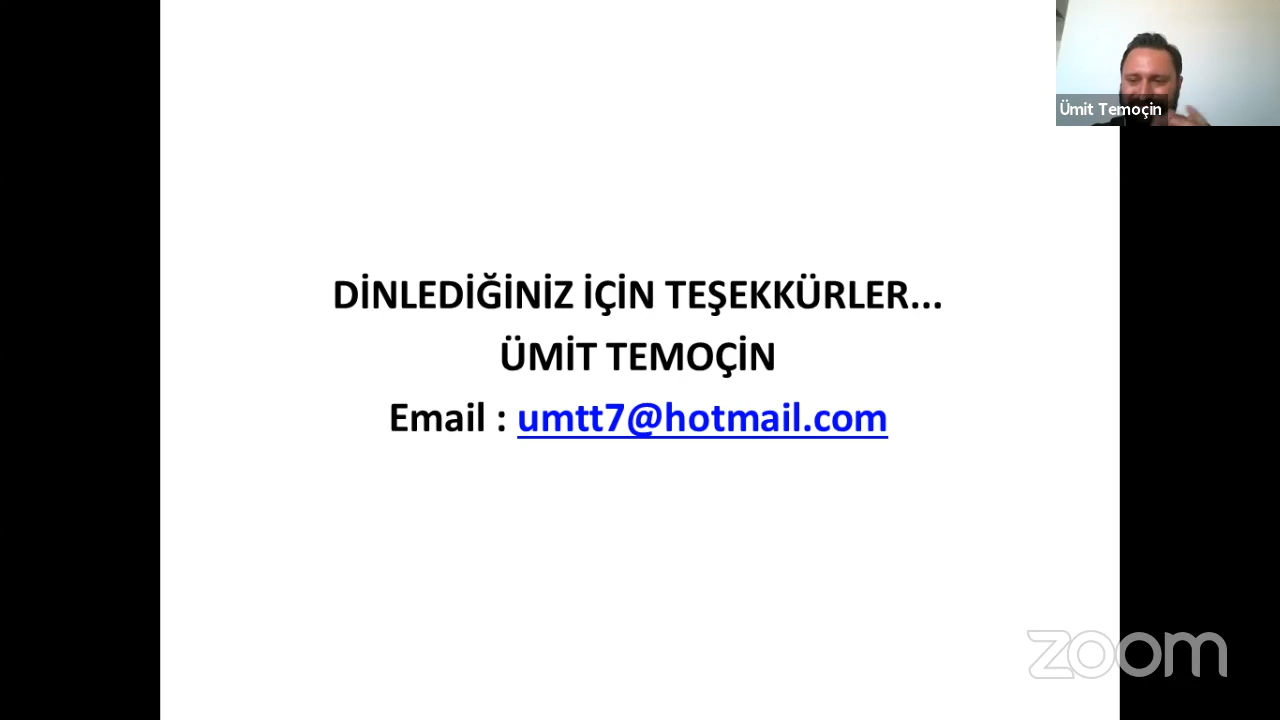 Ümit Temoçin
DİNLEDİĞİNİZ İÇİN TEŞEKKÜRLER...
ÜMİT TEMOÇİN
Email : umtt7@hotmail.com
zoom